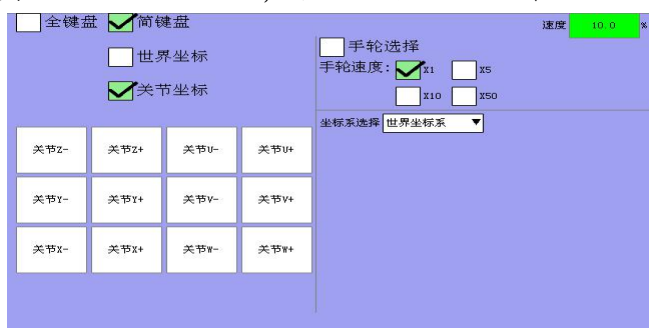 全键盘 简键盘
速度 10.0 %
世界坐标
关节坐标
手轮选择
手轮速度: X1 X5
X10 X50
坐标系选择 世界坐标系
关节Z- 关节Z+ 关节U- 关节U+
关节Y- 关节Y+ 关节V- 关节V+
关节X- 关节X+ 关节W- 关节W+